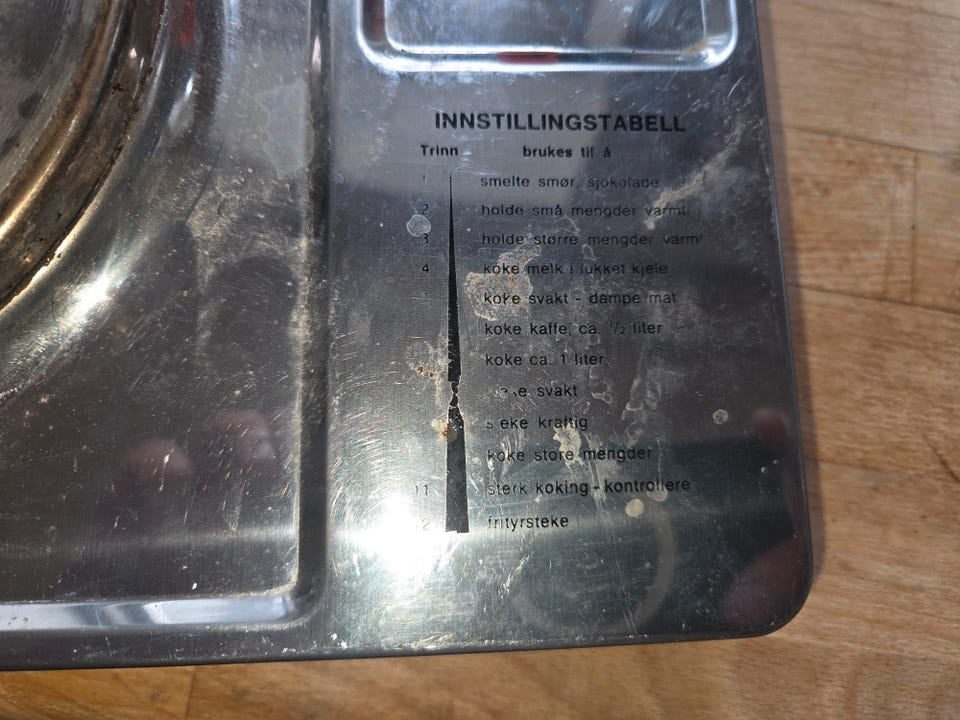 INNSTILLINGSTABELL
Trinn brukes til å
1 smelte smør, sjokolade
2 holde små mengder varmt
3 holde større mengder varmt
4 koke melk i lukket kjele
koke svakt - dampe mat
koke kaffe, ca. 1/2 liter
koke ca. 1 liter
svakt
steke kraftig
koke store mengder
11 sterk koking - kontrollere
2 frityrsteke